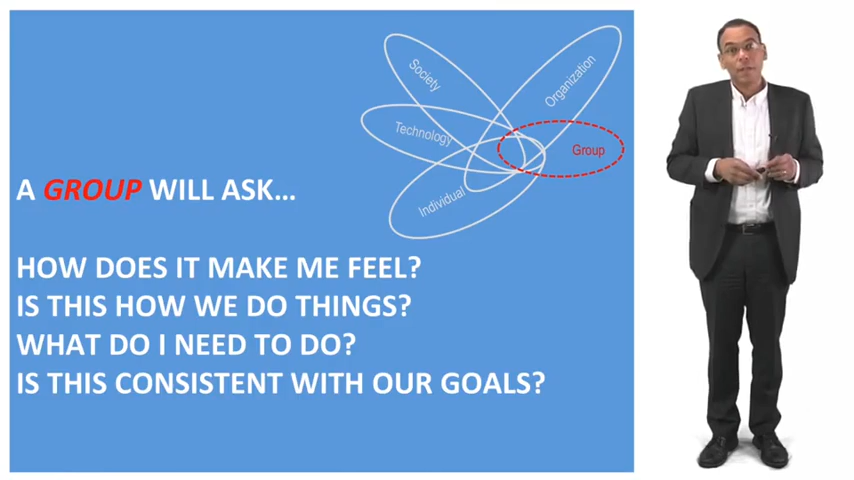 Society
Organization
Technology
Group
Individual
A GROUP WILL ASK...
HOW DOES IT MAKE ME FEEL?
IS THIS HOW WE DO THINGS?
WHAT DO I NEED TO DO?
IS THIS CONSISTENT WITH OUR GOALS?